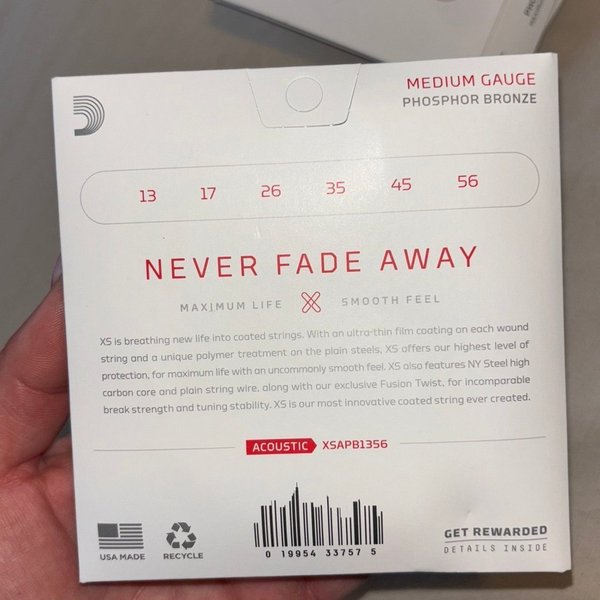 MEDIUM GAUGE
PHOSPHOR BRONZE
13 17 26 35 45 56
NEVER FADE AWAY
MAXIMUM LIFE SMOOTH FEEL
XS is breathing new life into coated strings. With an ultra-thin film coating on each wound
string and a unique polymer treatment on the plain steels, XS offers our highest level of
protection, for maximum life with an uncommonly smooth feel. XS also features NY Steel high
carbon core and plain string wire, along with our exclusive Fusion Twist, for incomparable
break strength and tuning stability. XS is our most innovative coated string ever created.
ACOUSTIC XSAPB1356
USA MADE
RECYCLE
0 19954 33757 5
GET REWARDED
DETAILS INSIDE